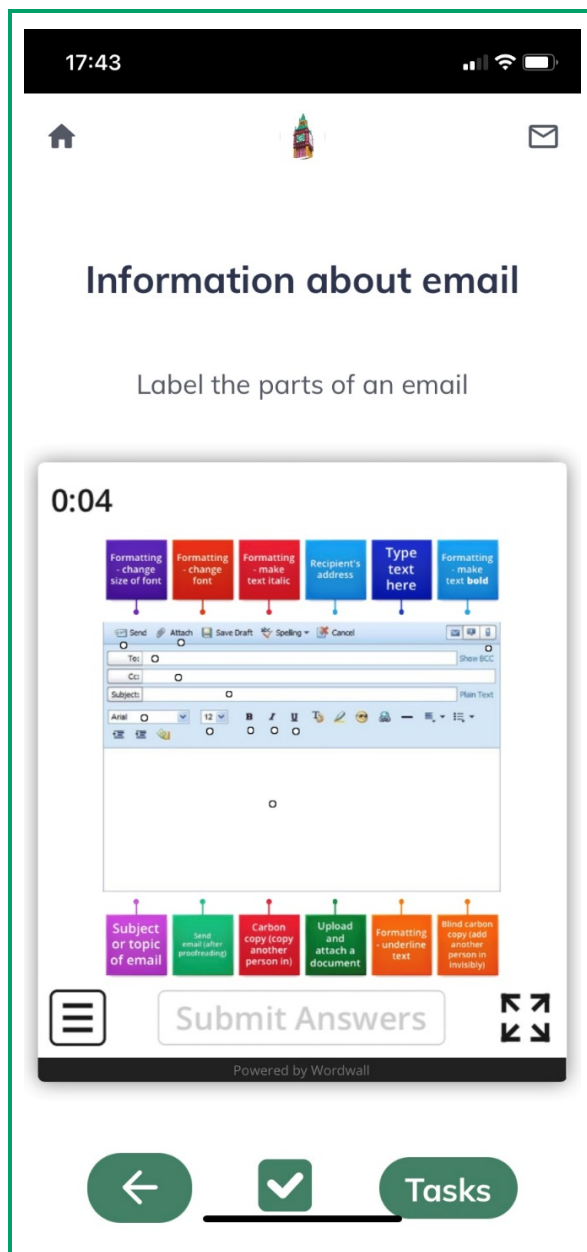 17:43
Information about email
Label the parts of an email
0:04
Formatting - change size of font
Formatting - change font
Formatting - make text italic
Recipient's address
Type text here
Formatting - make text bold
Send Attach Save Draft Spelling Cancel
To: Show BCC
Cc:
Subject: Plain Text
Arial 12 B I U
Subject or topic of email
Send email (after proofreading)
Carbon copy (copy another person in)
Upload and attach a document
Formatting - underline text
Blind carbon copy (add another person in invisibly)
Submit Answers
Powered by Wordwall
Tasks